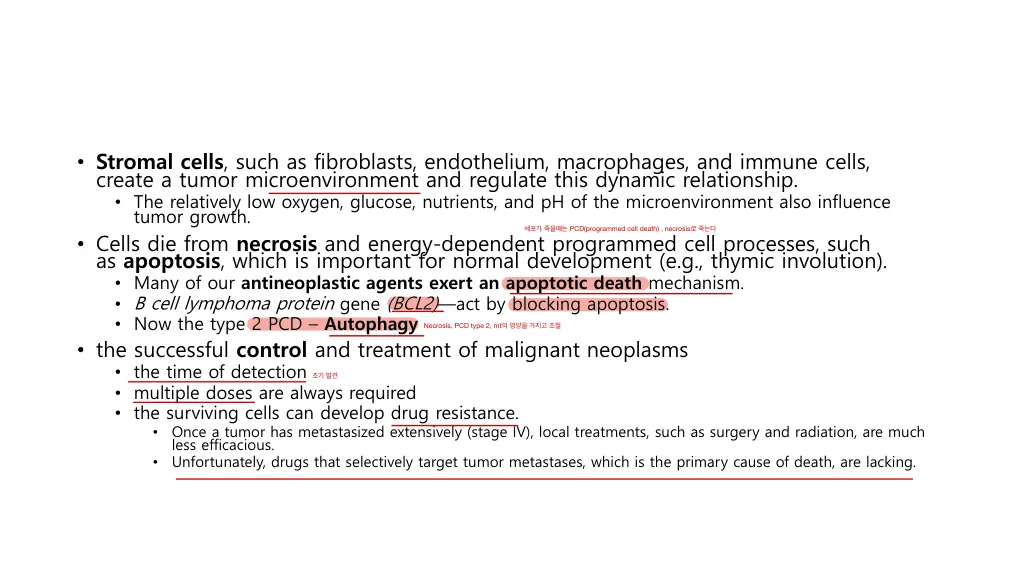 • Stromal cells, such as fibroblasts, endothelium, macrophages, and immune cells,
create a tumor microenvironment and regulate this dynamic relationship.
• The relatively low oxygen, glucose, nutrients, and pH of the microenvironment also influence
tumor growth.
세포가 죽을때는 PCD(programmed cell death) , necrosis로 죽는다
• Cells die from necrosis and energy-dependent programmed cell processes, such
as apoptosis, which is important for normal development (e.g., thymic involution).
• Many of our antineoplastic agents exert an apoptotic death mechanism.
• B cell lymphoma protein gene (BCL2)—act by blocking apoptosis.
• Now the type 2 PCD – Autophagy Necrosis, PCD type 2, mt의 영양을 가지고 조절
• the successful control and treatment of malignant neoplasms
• the time of detection 조기 발견
• multiple doses are always required
• the surviving cells can develop drug resistance.
• Once a tumor has metastasized extensively (stage IV), local treatments, such as surgery and radiation, are much
less efficacious.
• Unfortunately, drugs that selectively target tumor metastases, which is the primary cause of death, are lacking.